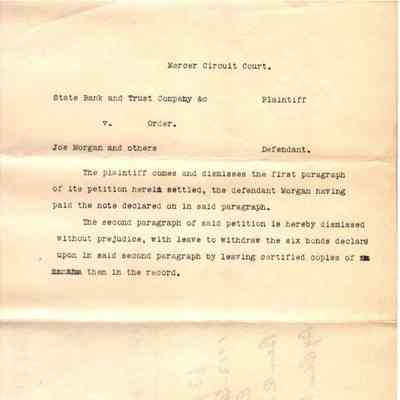 Mercer Circuit Court.
State Bank and Trust Company &c Plaintiff
v. Order.
Joe Morgan and others Defendant.
The plaintiff comes and dismisses the first paragraph
of its petition herein settled, the defendant Morgan having
paid the note declared on in said paragraph.
The second paragraph of said petition is hereby dismissed
without prejudice, with leave to withdraw the six bonds declare
upon in said second paragraph by leaving certified copies of
then in the record.